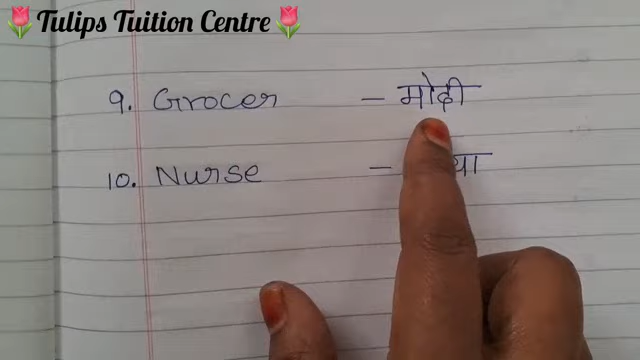 🌷Tulips Tuition Centre🌷
9. Grocer - मोदी
10. Nurse -